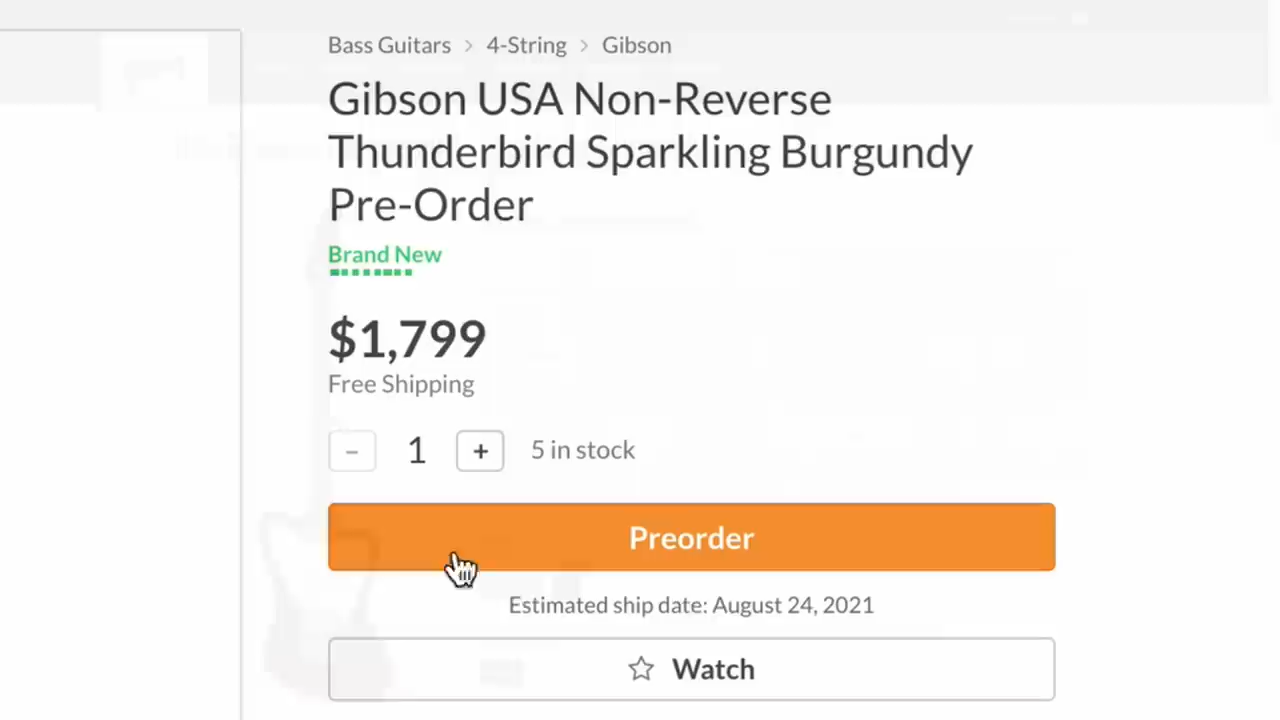 Bass Guitars > 4-String > Gibson
Gibson USA Non-Reverse
Thunderbird Sparkling Burgundy
Pre-Order
Brand New
$1,799
Free Shipping
− 1 + 5 in stock
Preorder
Estimated ship date: August 24, 2021
Watch